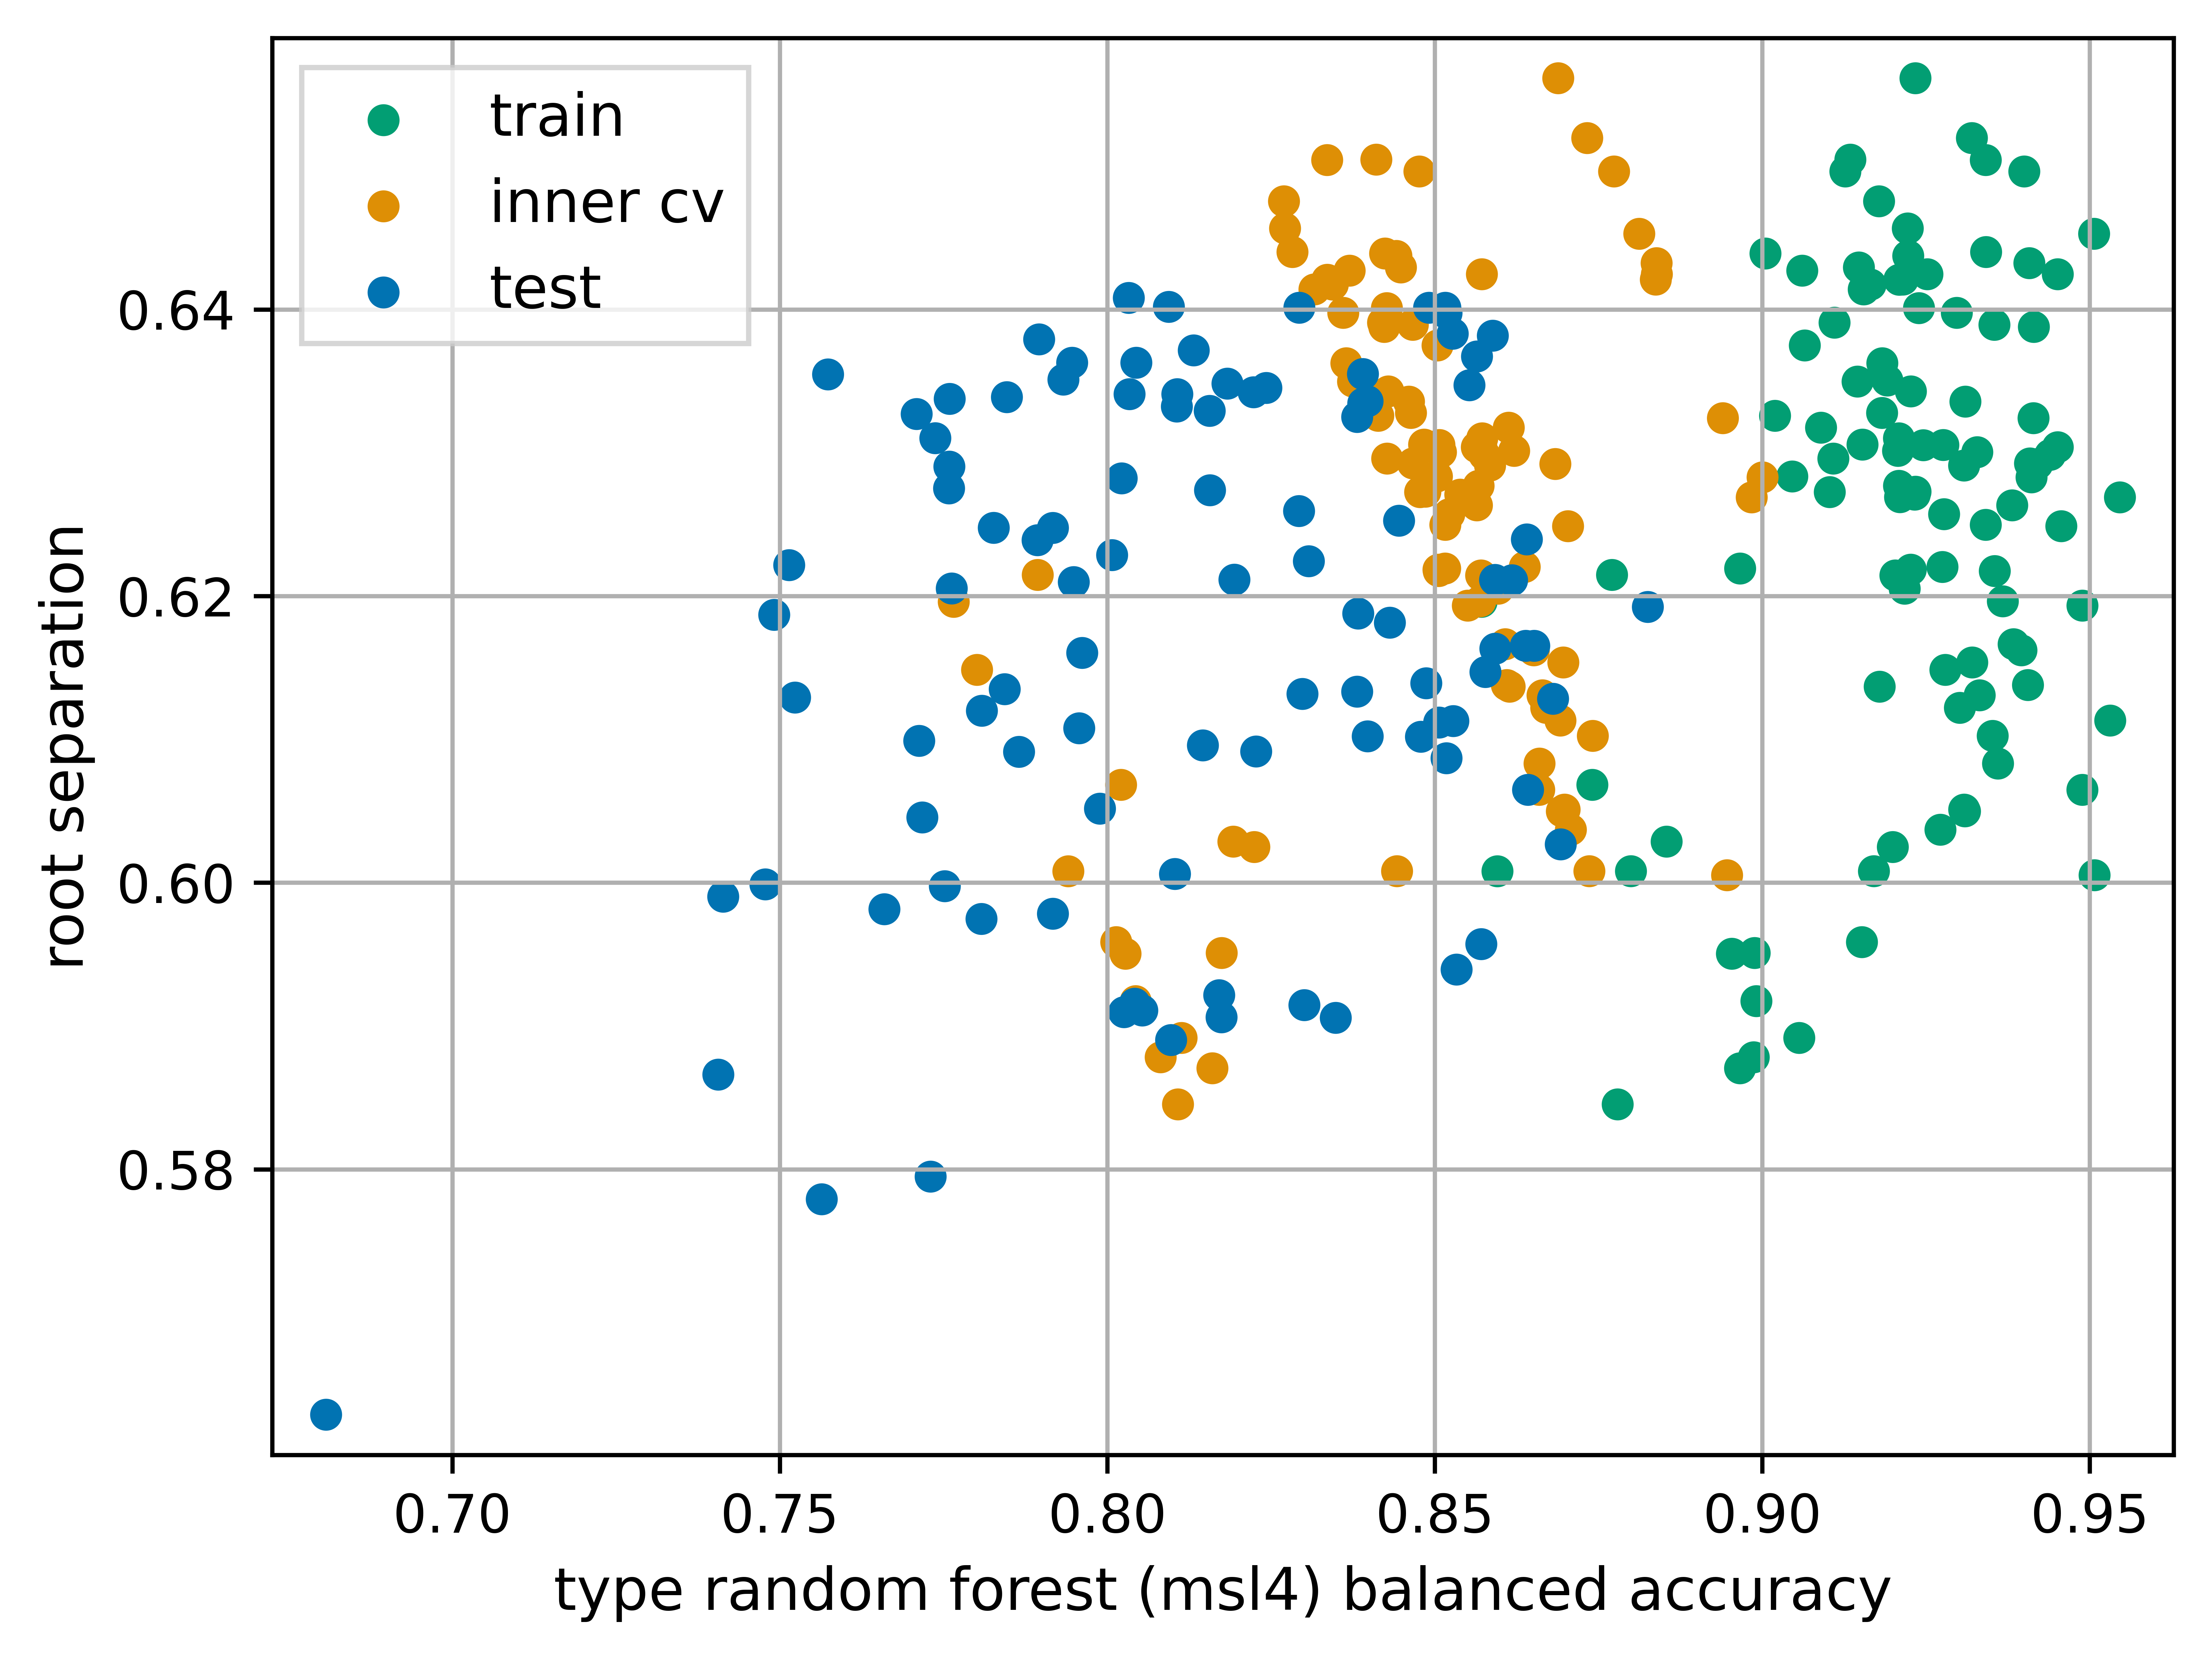 train
inner cv
test
0.64
0.62
0.60
0.58
root separation
0.70 0.75 0.80 0.85 0.90 0.95
type random forest (msl4) balanced accuracy